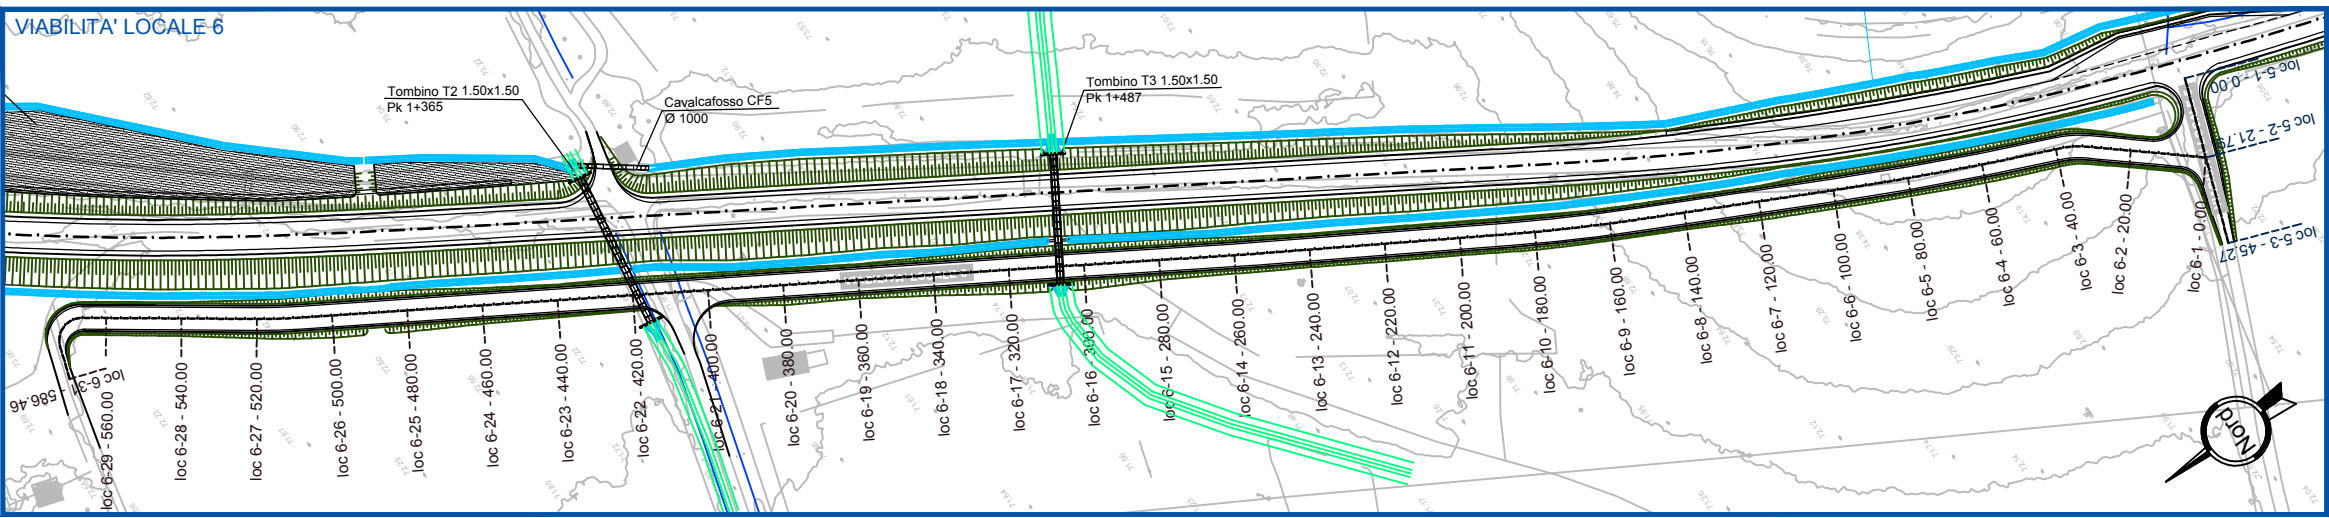 VIABILITA' LOCALE 6
Tombino T2 1.50x1.50
Pk 1+365
Cavalcafosso CF5
Ø 1000
Tombino T3 1.50x1.50
Pk 1+487
loc 5-1 - 0.00
loc 5-2 - 21.79
loc 5-3 - 45.27
loc 6-31
586.46
loc 6-29 - 560.00
loc 6-28 - 540.00
loc 6-27 - 520.00
loc 6-26 - 500.00
loc 6-25 - 480.00
loc 6-24 - 460.00
loc 6-23 - 440.00
loc 6-22 - 420.00
loc 6-21 - 400.00
loc 6-20 - 380.00
loc 6-19 - 360.00
loc 6-18 - 340.00
loc 6-17 - 320.00
loc 6-16 - 300.00
loc 6-15 - 280.00
loc 6-14 - 260.00
loc 6-13 - 240.00
loc 6-12 - 220.00
loc 6-11 - 200.00
loc 6-10 - 180.00
loc 6-9 - 160.00
loc 6-8 - 140.00
loc 6-7 - 120.00
loc 6-6 - 100.00
loc 6-5 - 80.00
loc 6-4 - 60.00
loc 6-3 - 40.00
loc 6-2 - 20.00
loc 6-1 - 0.00
Nord